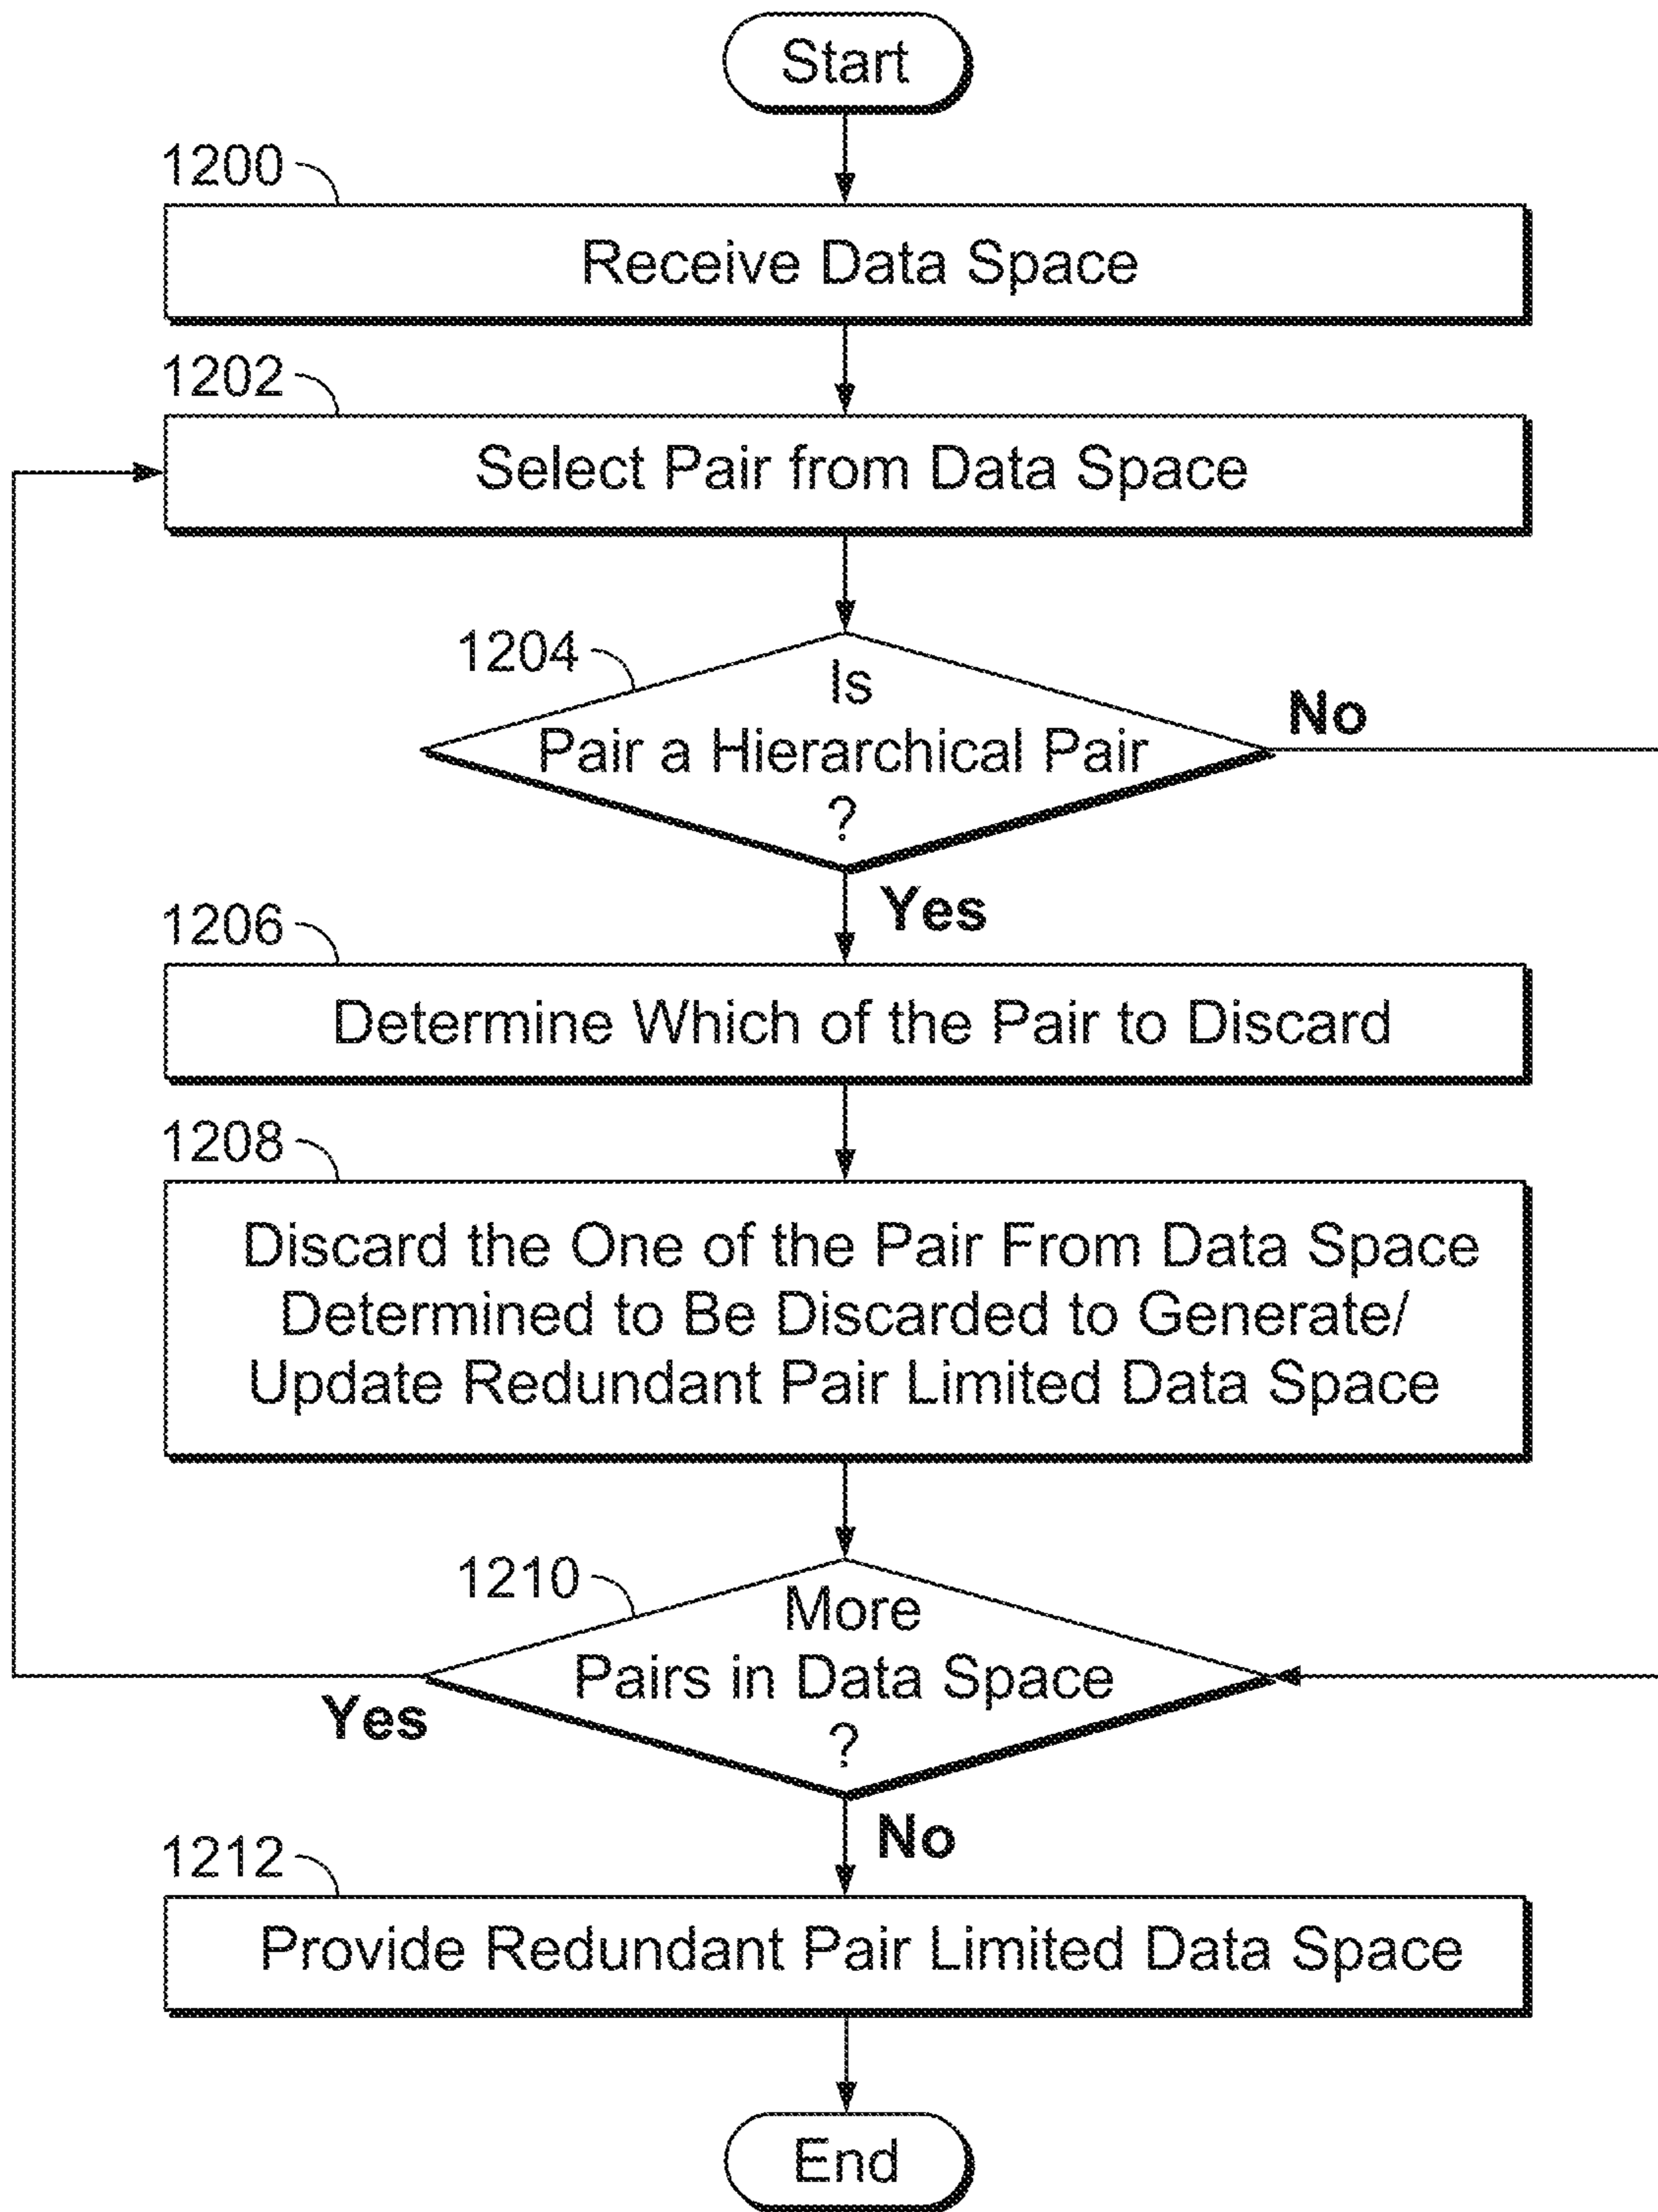 Start
1200
Receive Data Space
1202
Select Pair from Data Space
1204
Is
Pair a Hierarchical Pair
?
No
Yes
1206
Determine Which of the Pair to Discard
1208
Discard the One of the Pair From Data Space
Determined to Be Discarded to Generate/
Update Redundant Pair Limited Data Space
1210
More
Pairs in Data Space
?
Yes
No
1212
Provide Redundant Pair Limited Data Space
End